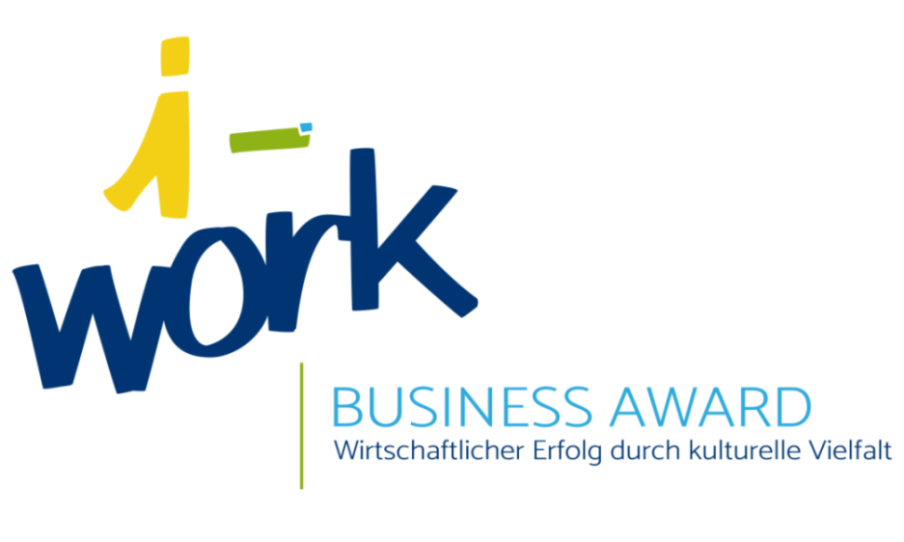 i-
work
BUSINESS AWARD
Wirtschaftlicher Erfolg durch kulturelle Vielfalt